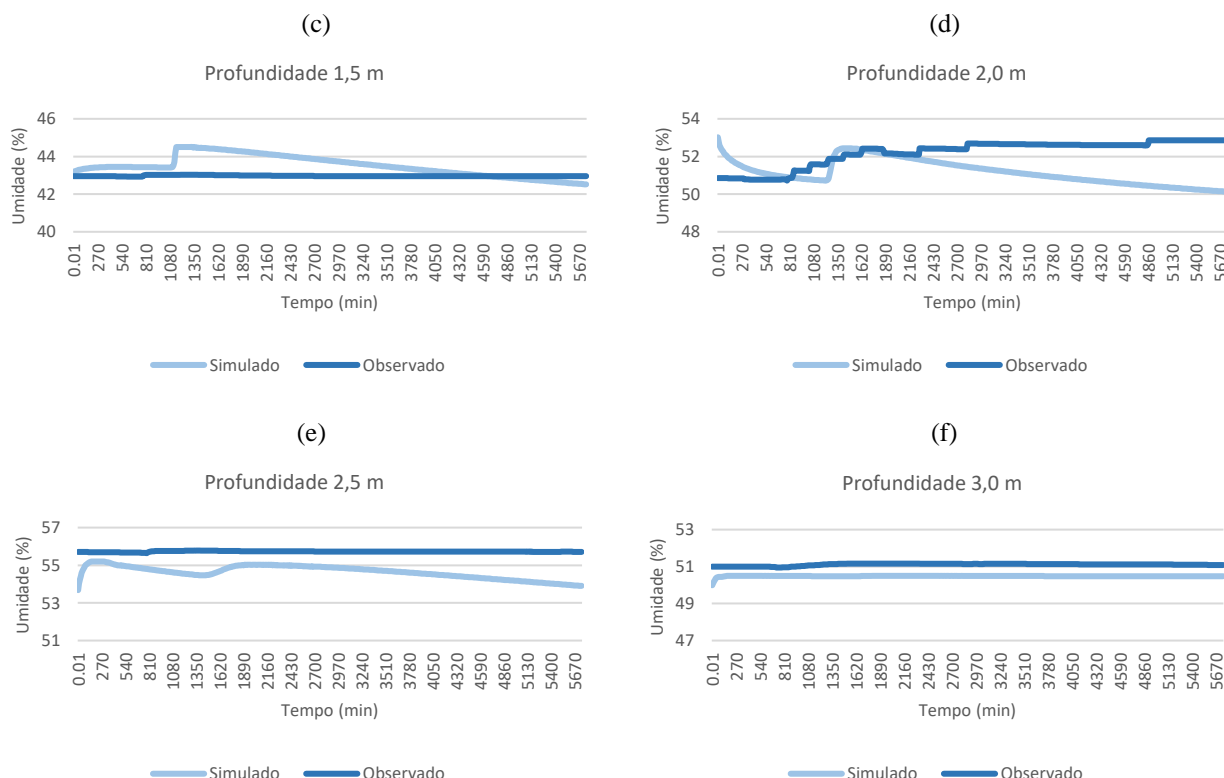 (c)
Profundidade 1,5 m
Umidade (%)
46
44
42
40
0.01 270 540 810 1080 1350 1620 1890 2160 2430 2700 2970 3240 3510 3780 4050 4320 4590 4860 5130 5400 5670
Tempo (min)
Simulado Observado
(d)
Profundidade 2,0 m
Umidade (%)
54
52
50
48
0.01 270 540 810 1080 1350 1620 1890 2160 2430 2700 2970 3240 3510 3780 4050 4320 4590 4860 5130 5400 5670
Tempo (min)
Simulado Observado
(e)
Profundidade 2,5 m
Umidade (%)
57
55
53
51
0.01 270 540 810 1080 1350 1620 1890 2160 2430 2700 2970 3240 3510 3780 4050 4320 4590 4860 5130 5400 5670
Tempo (min)
Simulado Observado
(f)
Profundidade 3,0 m
Umidade (%)
53
51
49
47
0.01 270 540 810 1080 1350 1620 1890 2160 2430 2700 2970 3240 3510 3780 4050 4320 4590 4860 5130 5400 5670
Tempo (min)
Simulado Observado